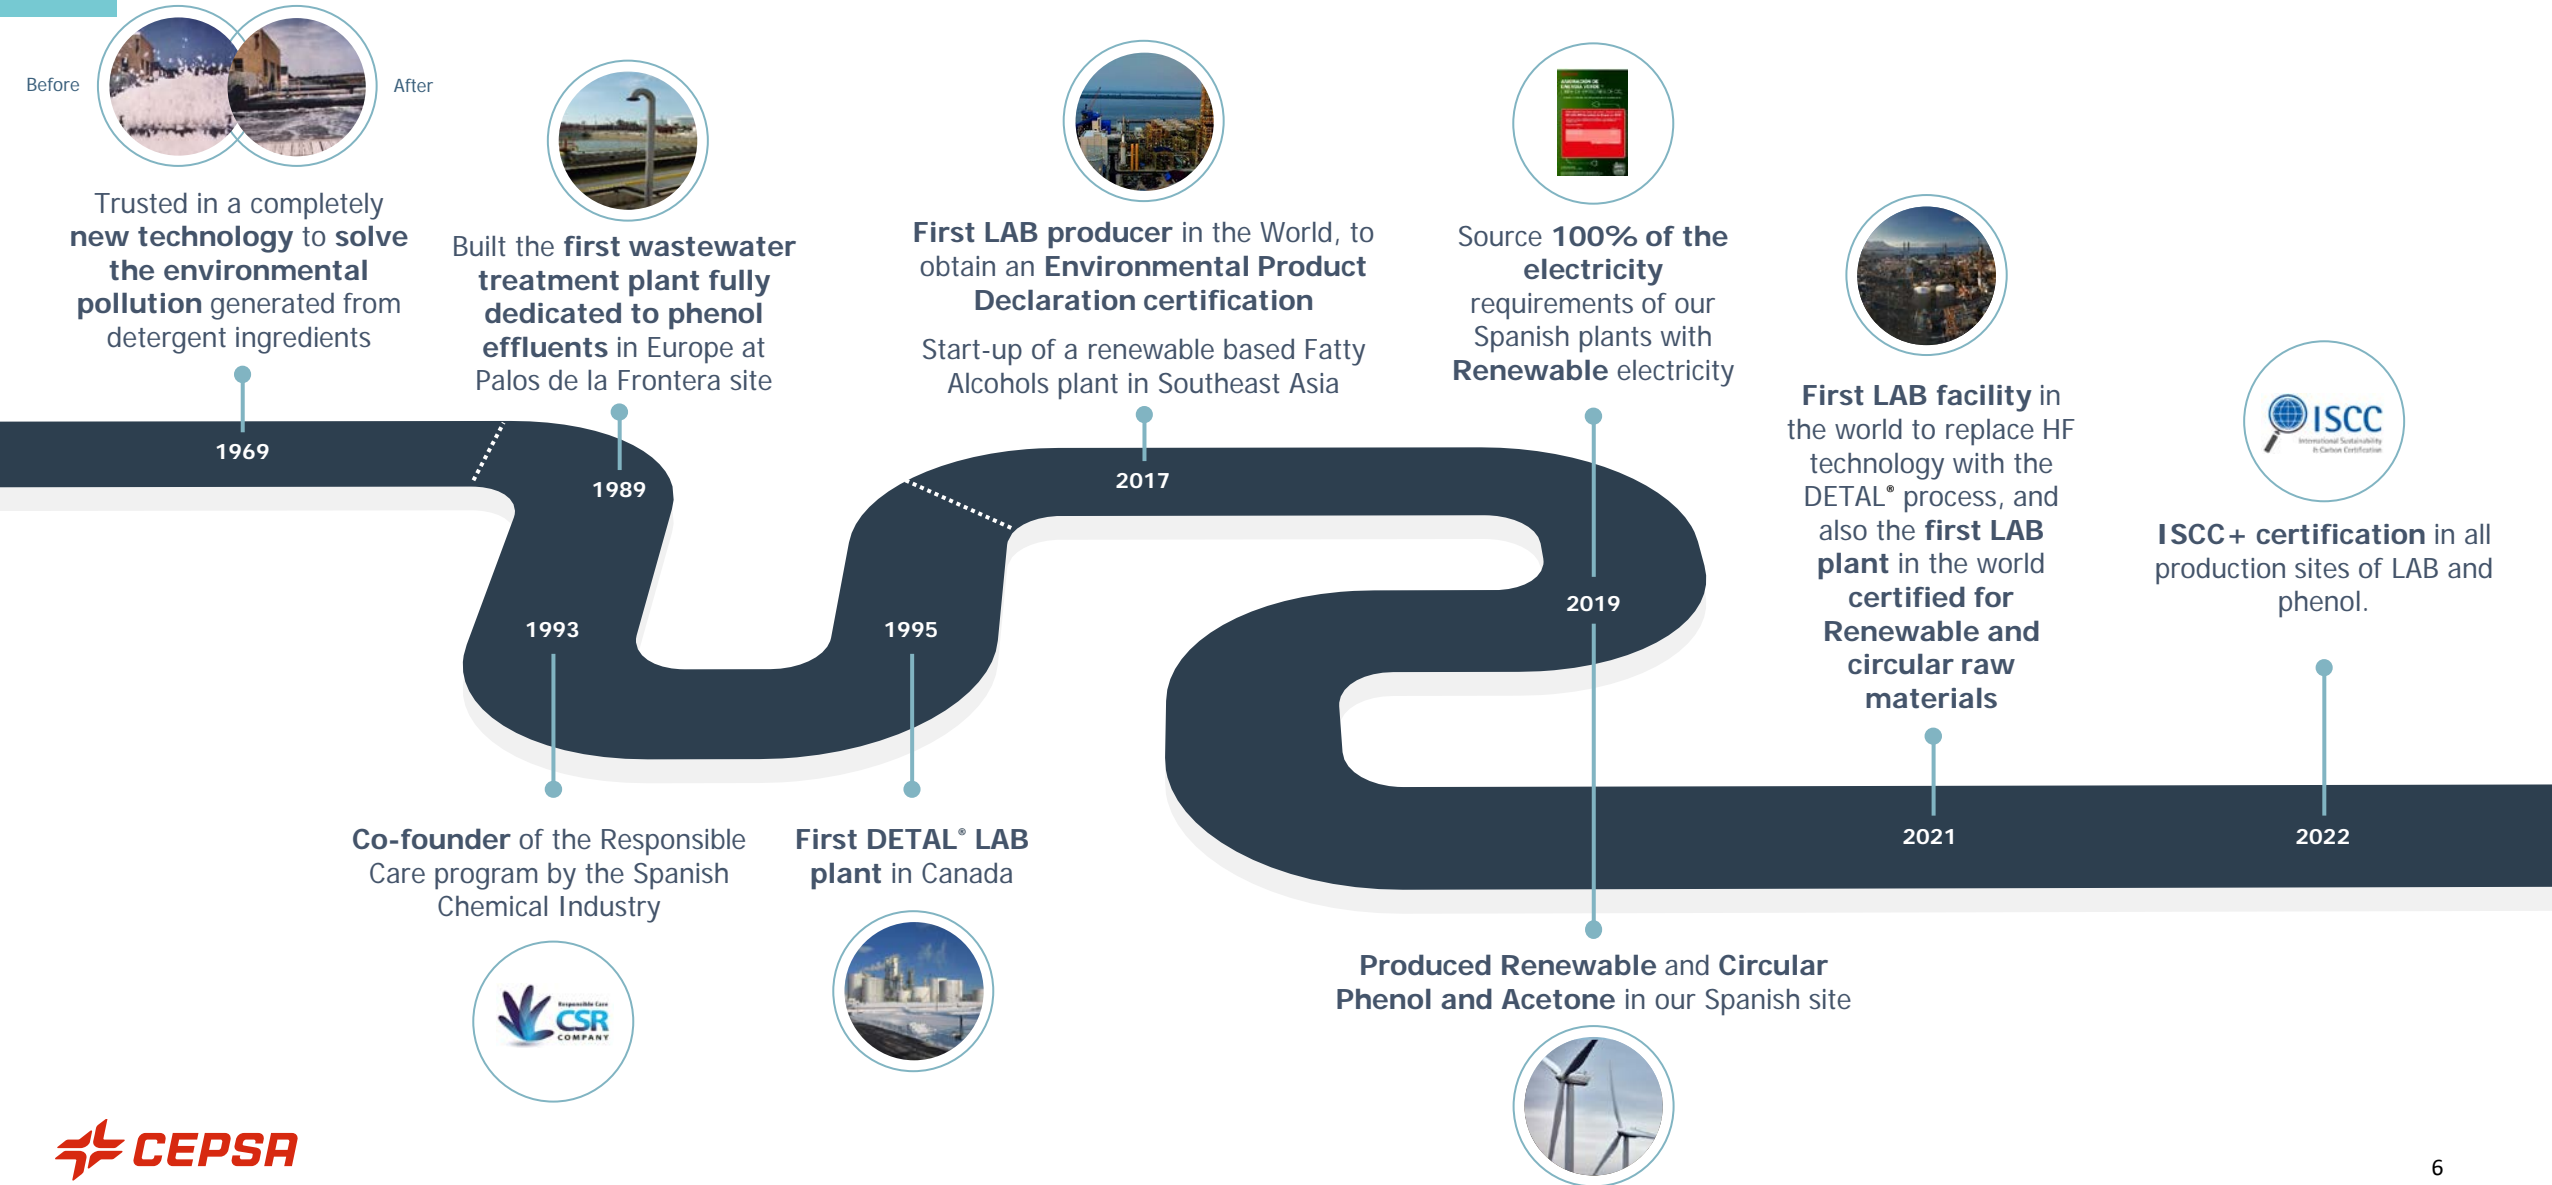 Before
After
Trusted in a completely
new technology to solve
the environmental
pollution generated from
detergent ingredients
1969
Built the first wastewater
treatment plant fully
dedicated to phenol
effluents in Europe at
Palos de la Frontera site
1989
1993
Co-founder of the Responsible
Care program by the Spanish
Chemical Industry
Responsible Care
CSR
COMPANY
1995
First DETAL® LAB
plant in Canada
First LAB producer in the World, to
obtain an Environmental Product
Declaration certification
Start-up of a renewable based Fatty
Alcohols plant in Southeast Asia
2017
Source 100% of the
electricity
requirements of our
Spanish plants with
Renewable electricity
2019
Produced Renewable and Circular
Phenol and Acetone in our Spanish site
First LAB facility in
the world to replace HF
technology with the
DETAL® process, and
also the first LAB
plant in the world
certified for
Renewable and
circular raw
materials
2021
ISCC
International Sustainability
& Carbon Certification
ISCC+ certification in all
production sites of LAB and
phenol.
2022
CEPSA
6